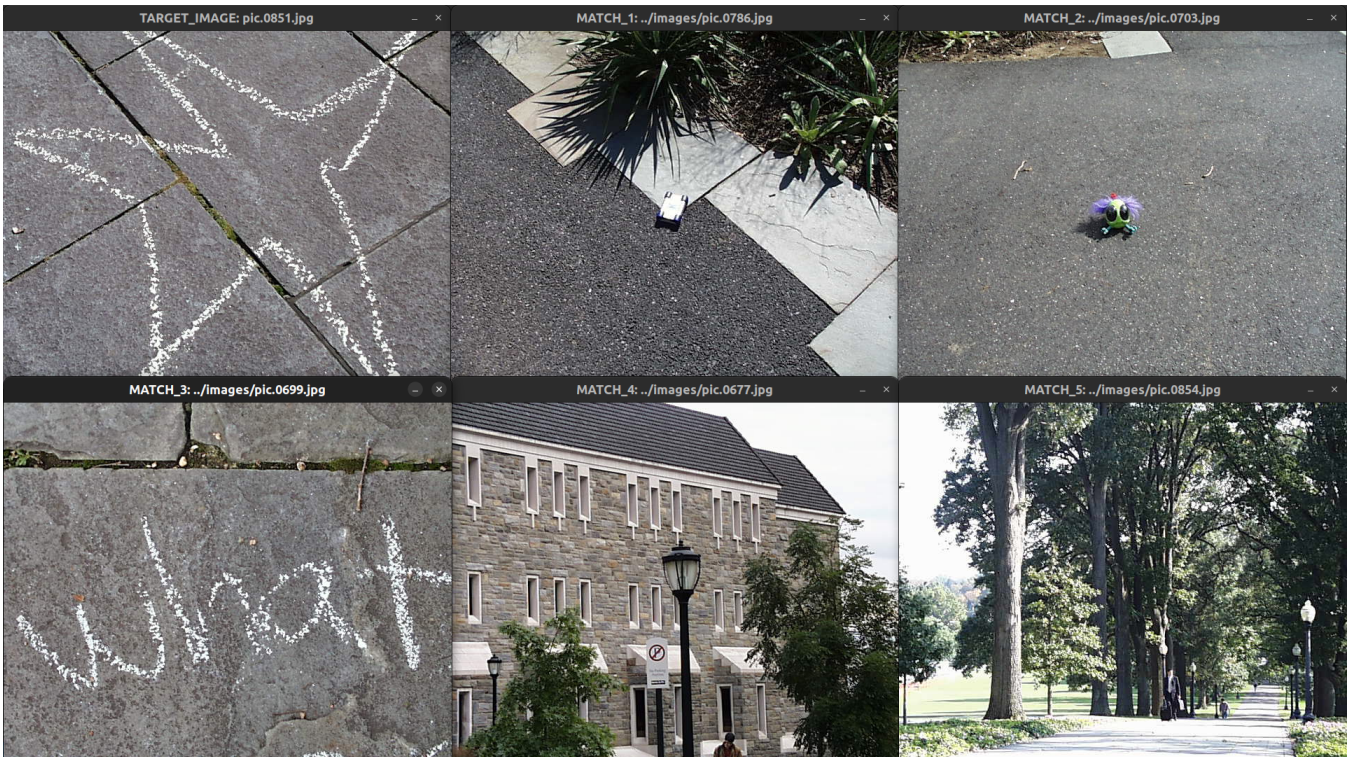 TARGET_IMAGE: pic.0851.jpg
MATCH_1: ../images/pic.0786.jpg
MATCH_2: ../images/pic.0703.jpg
MATCH_3: ../images/pic.0699.jpg
MATCH_4: ../images/pic.0677.jpg
MATCH_5: ../images/pic.0854.jpg
what